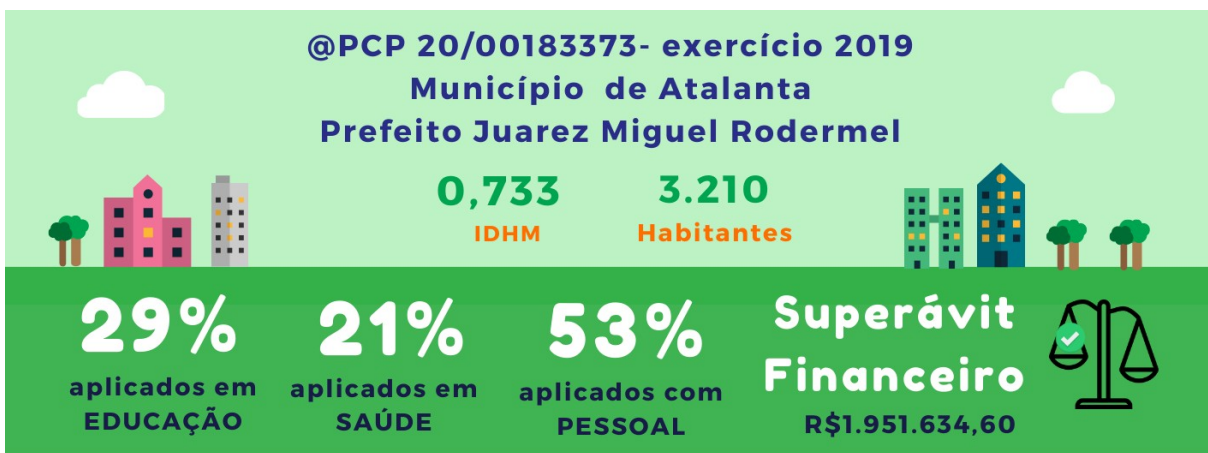 @PCP 20/00183373- exercício 2019
Município de Atalanta
Prefeito Juarez Miguel Rodermel
0,733
IDHM
3.210
Habitantes
29%
aplicados em
EDUCAÇÃO
21%
aplicados em
SAÚDE
53%
aplicados com
PESSOAL
Superávit
Financeiro
R$1.951.634,60